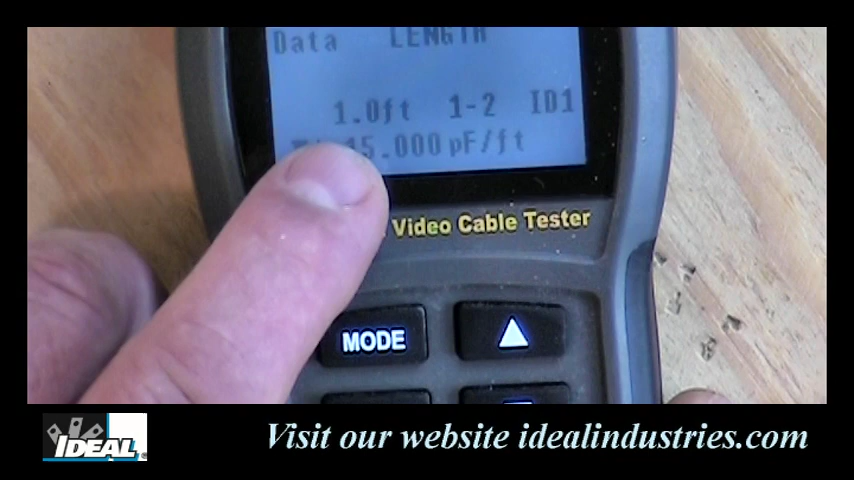 Data LENGTH
1.0ft 1-2 ID1
15.000 pF/ft
Video Cable Tester
MODE
IDEAL
Visit our website idealindustries.com